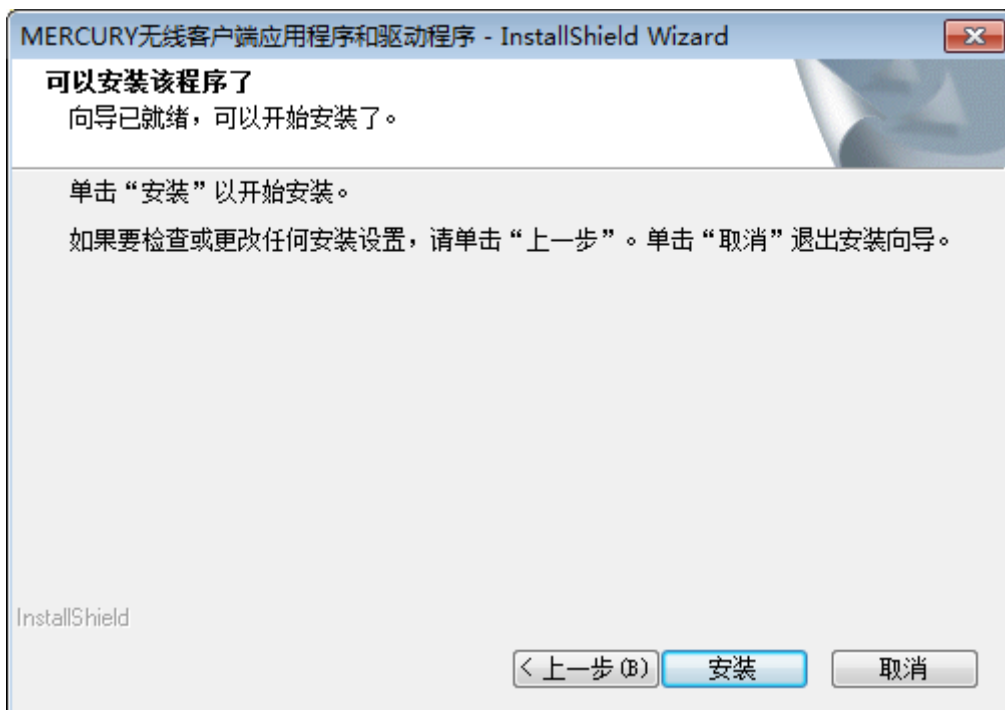 MERCURY无线客户端应用程序和驱动程序 - InstallShield Wizard
可以安装该程序了
向导已就绪，可以开始安装了。
单击“安装”以开始安装。
如果要检查或更改任何安装设置，请单击“上一步”。单击“取消”退出安装向导。
InstallShield
< 上一步(B) 安装 取消